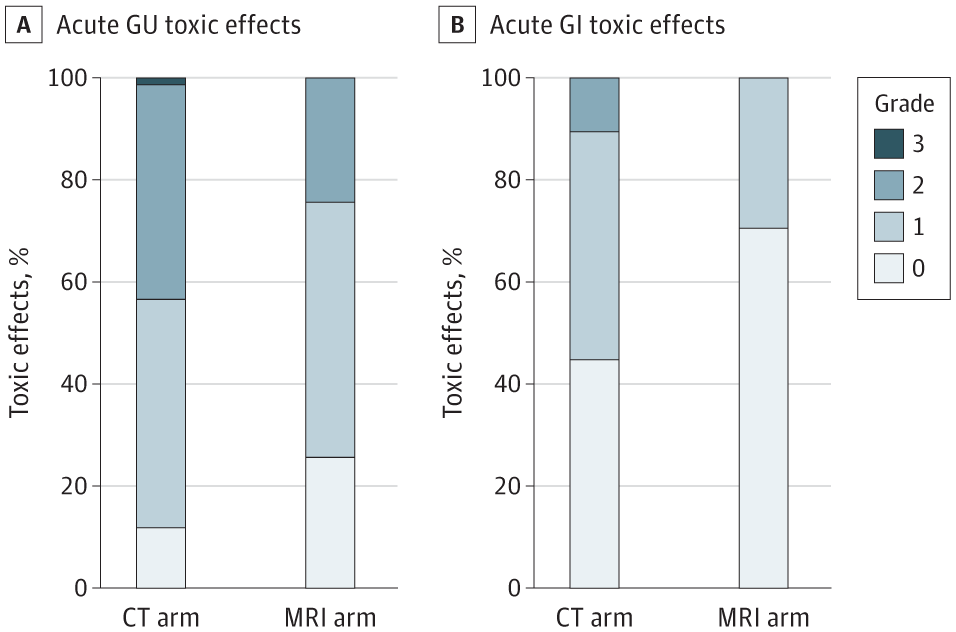 A Acute GU toxic effects
100
80
60
40
20
0
Toxic effects, %
CT arm
MRI arm
B Acute GI toxic effects
100
80
60
40
20
0
Toxic effects, %
CT arm
MRI arm
Grade
3
2
1
0